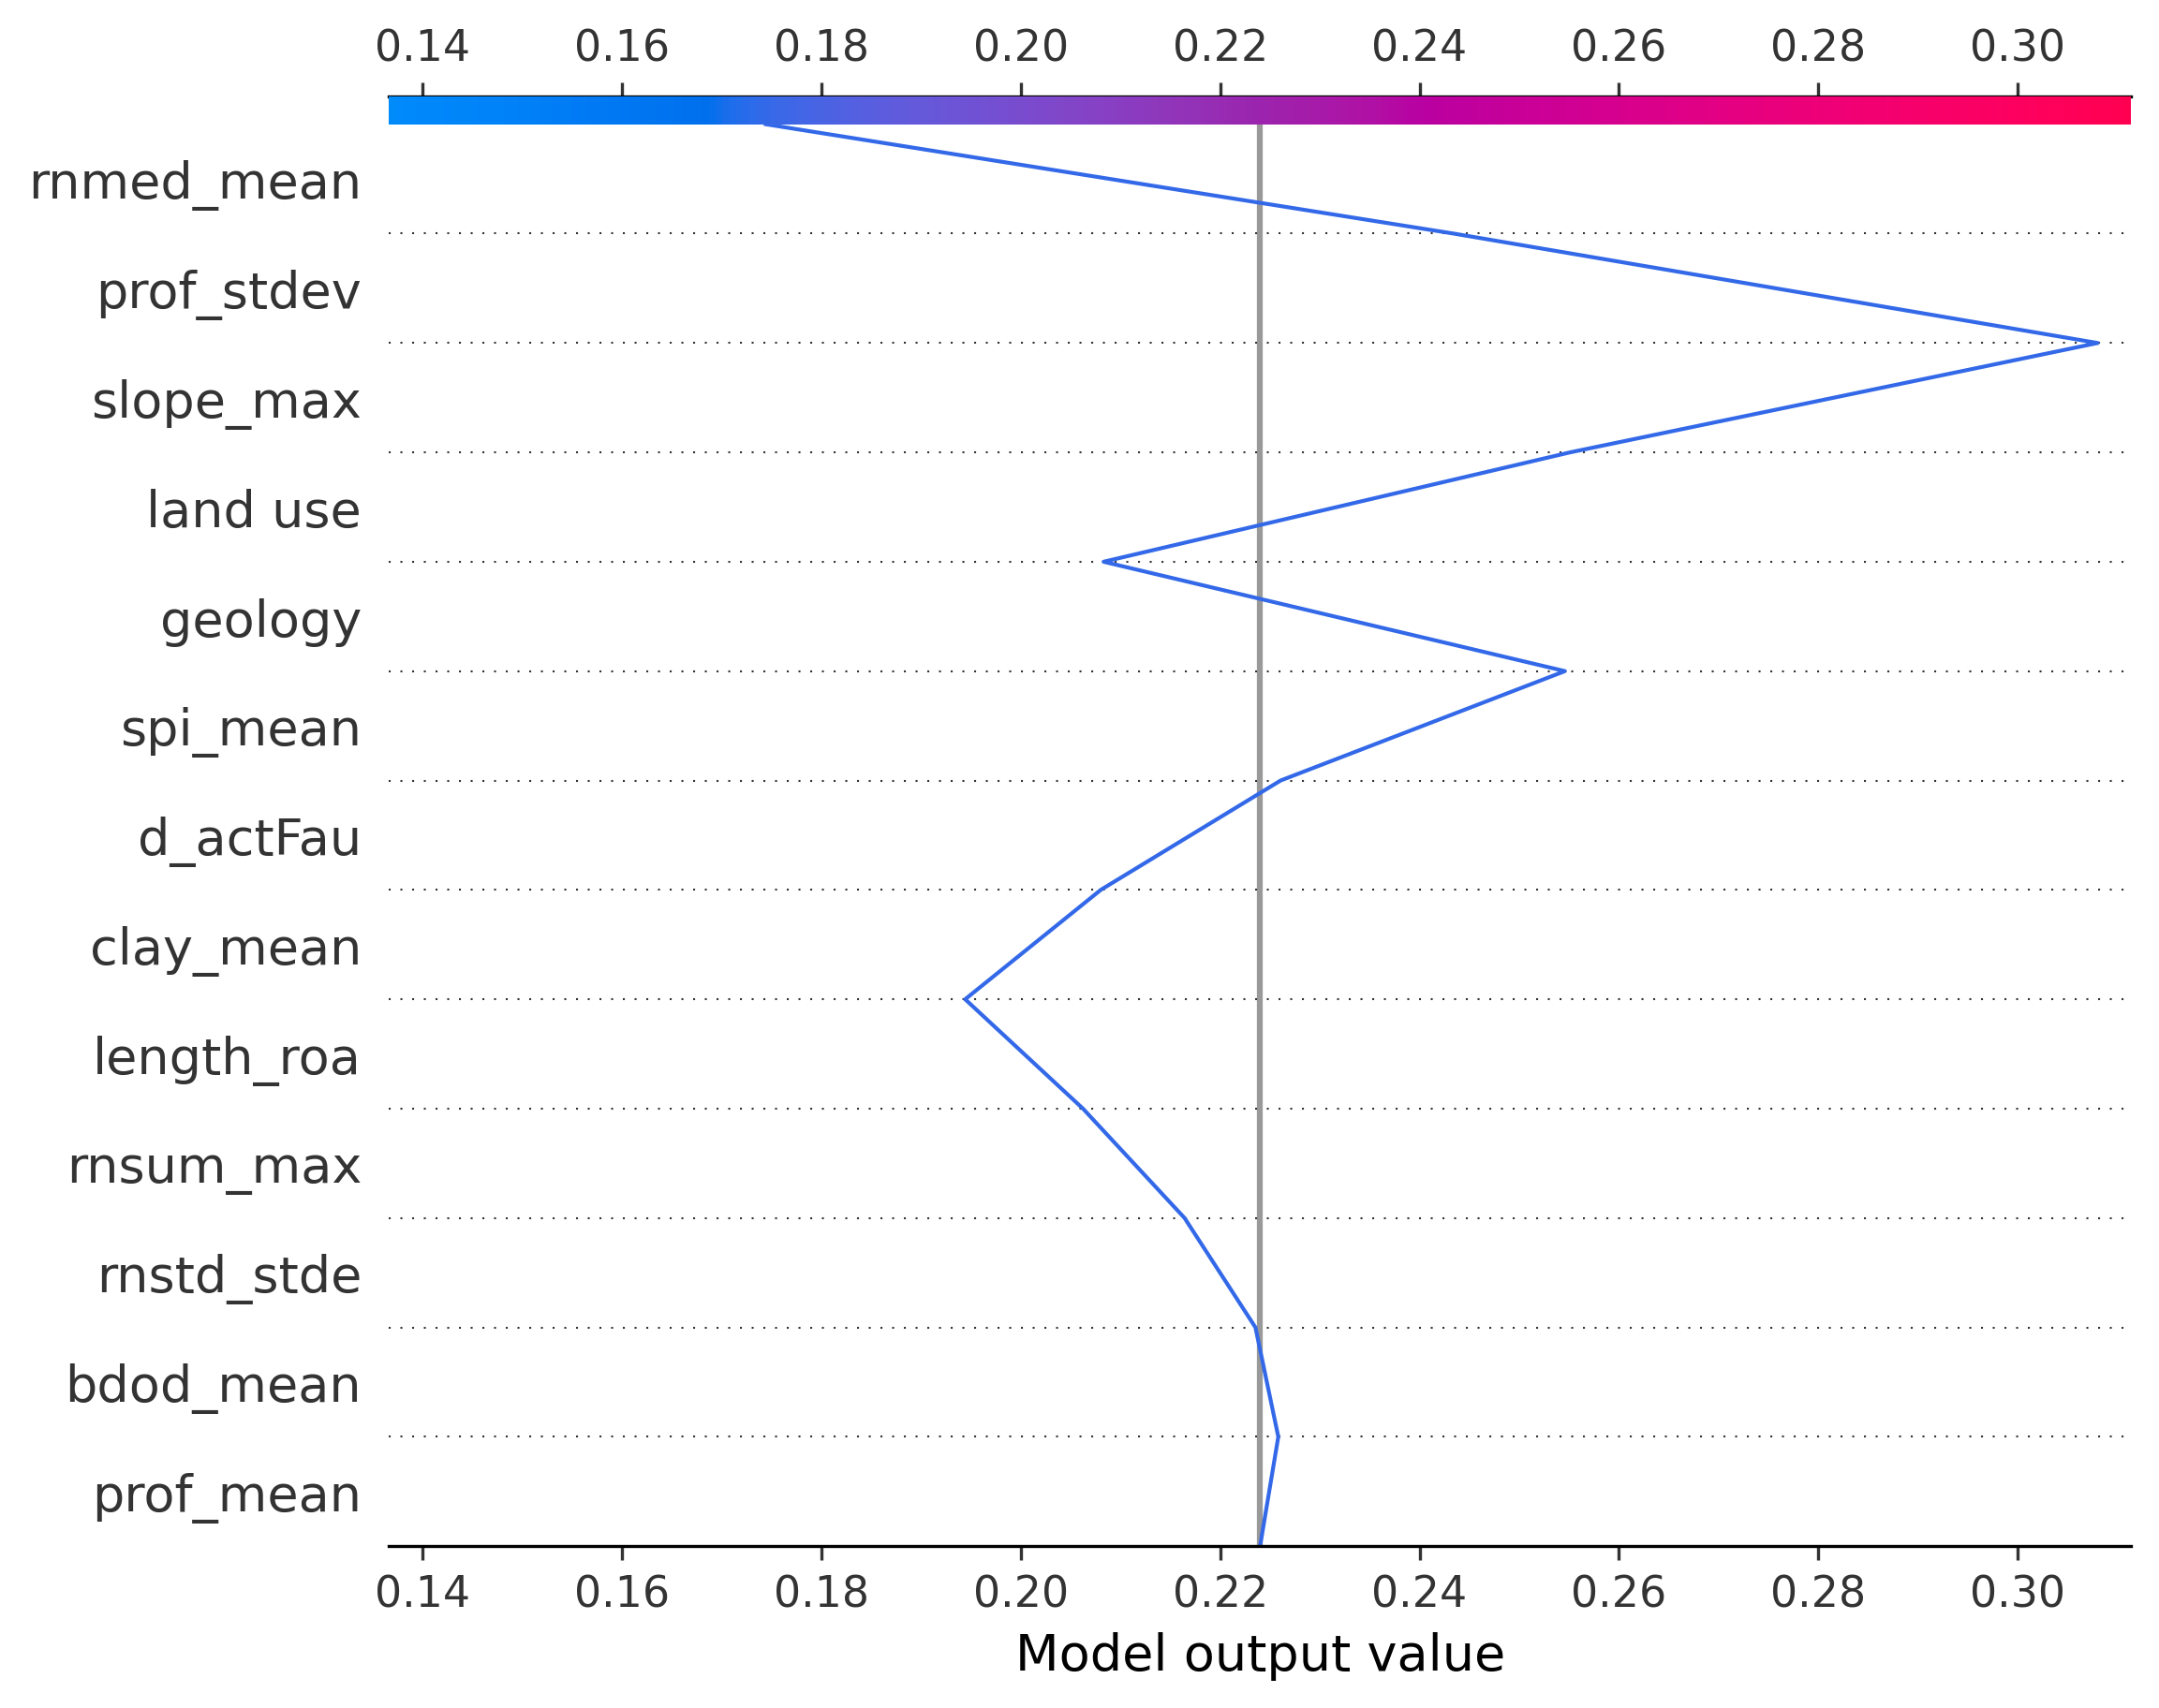 0.14 0.16 0.18 0.20 0.22 0.24 0.26 0.28 0.30
rnmed_mean
prof_stdev
slope_max
land use
geology
spi_mean
d_actFau
clay_mean
length_roa
rnsum_max
rnstd_stde
bdod_mean
prof_mean
0.14 0.16 0.18 0.20 0.22 0.24 0.26 0.28 0.30
Model output value